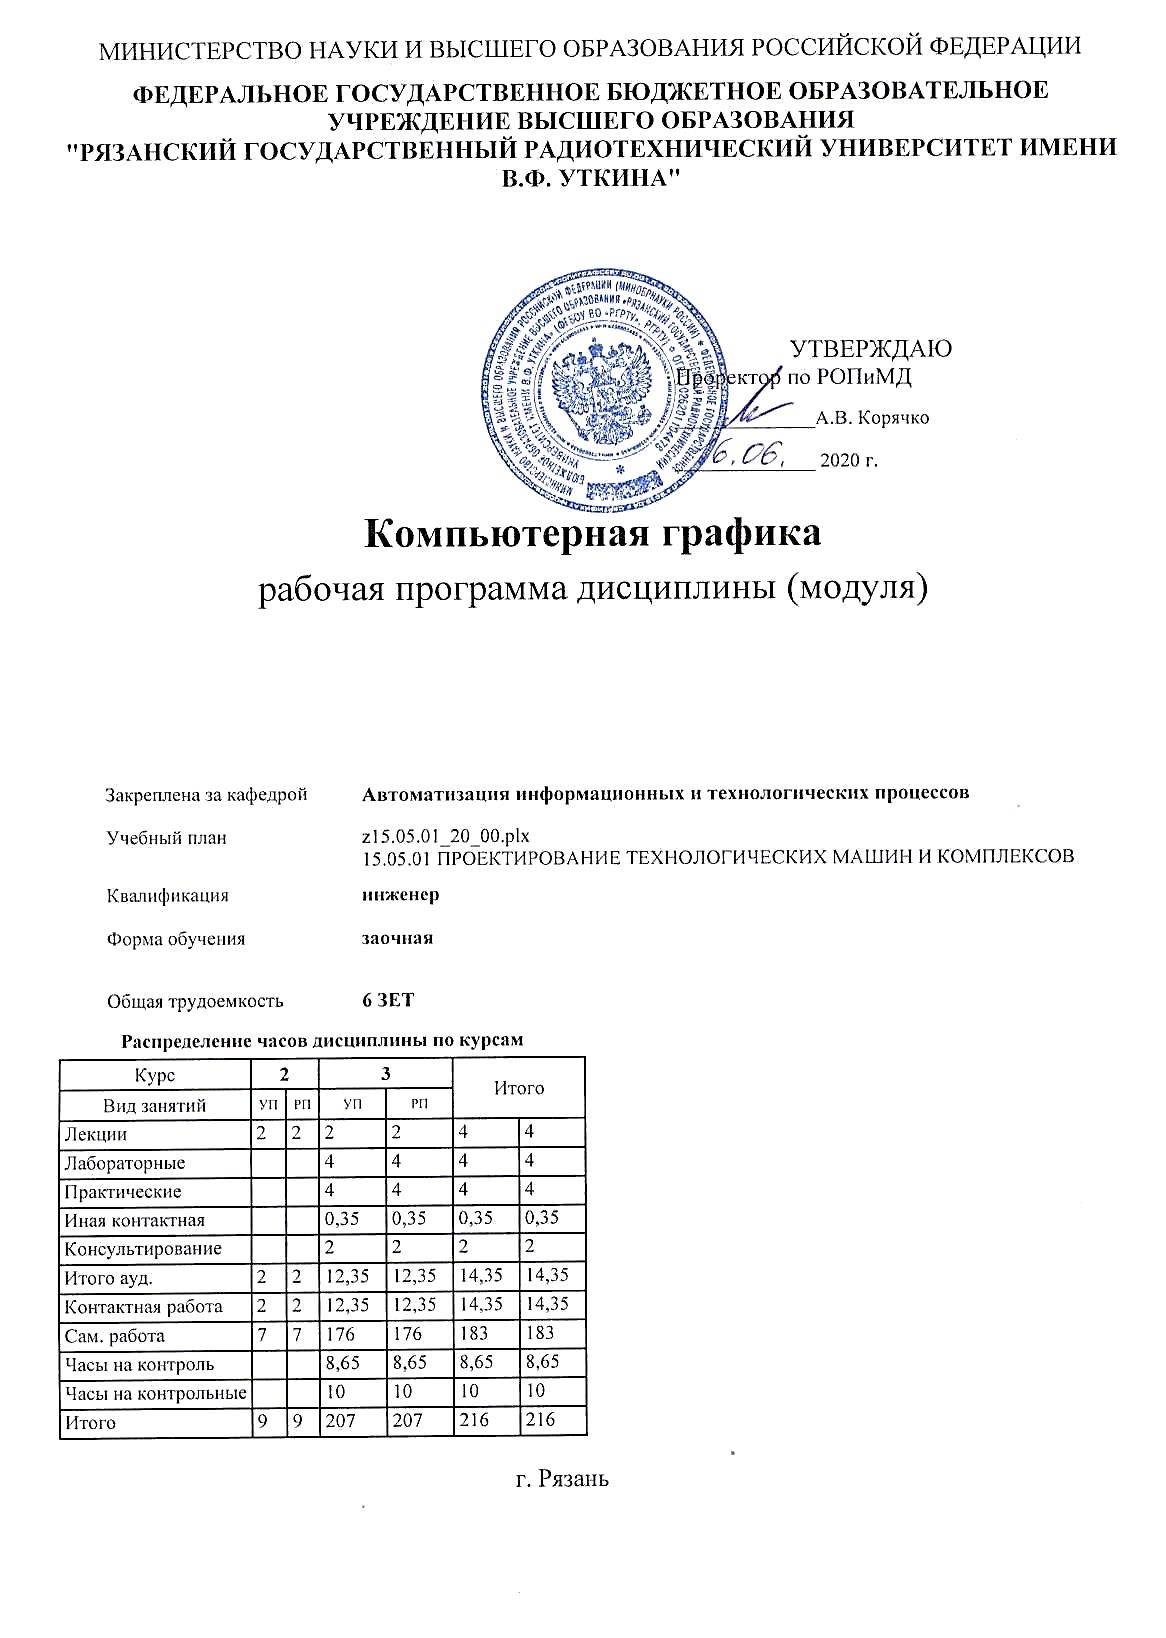 МИНИСТЕРСТВО НАУКИ И ВЫСШЕГО ОБРАЗОВАНИЯ РОССИЙСКОЙ ФЕДЕРАЦИИ
ФЕДЕРАЛЬНОЕ ГОСУДАРСТВЕННОЕ БЮДЖЕТНОЕ ОБРАЗОВАТЕЛЬНОЕ
УЧРЕЖДЕНИЕ ВЫСШЕГО ОБРАЗОВАНИЯ
"РЯЗАНСКИЙ ГОСУДАРСТВЕННЫЙ РАДИОТЕХНИЧЕСКИЙ УНИВЕРСИТЕТ ИМЕНИ
В.Ф. УТКИНА"
УТВЕРЖДАЮ
Проректор по РОПиМД
А.В. Корячко
16.06. 2020 г.
Компьютерная графика
рабочая программа дисциплины (модуля)
Закреплена за кафедрой Автоматизация информационных и технологических процессов
Учебный план z15.05.01_20_00.plx
15.05.01 ПРОЕКТИРОВАНИЕ ТЕХНОЛОГИЧЕСКИХ МАШИН И КОМПЛЕКСОВ
Квалификация инженер
Форма обучения заочная
Общая трудоемкость 6 ЗЕТ
Распределение часов дисциплины по курсам
Курс 2 3 Итого
Вид занятий УП РП УП РП
Лекции 2 2 2 2 4 4
Лабораторные 4 4 4 4
Практические 4 4 4 4
Иная контактная 0,35 0,35 0,35 0,35
Консультирование 2 2 2 2
Итого ауд. 2 2 12,35 12,35 14,35 14,35
Контактная работа 2 2 12,35 12,35 14,35 14,35
Сам. работа 7 7 176 176 183 183
Часы на контроль 8,65 8,65 8,65 8,65
Часы на контрольные 10 10 10 10
Итого 9 9 207 207 216 216
г. Рязань